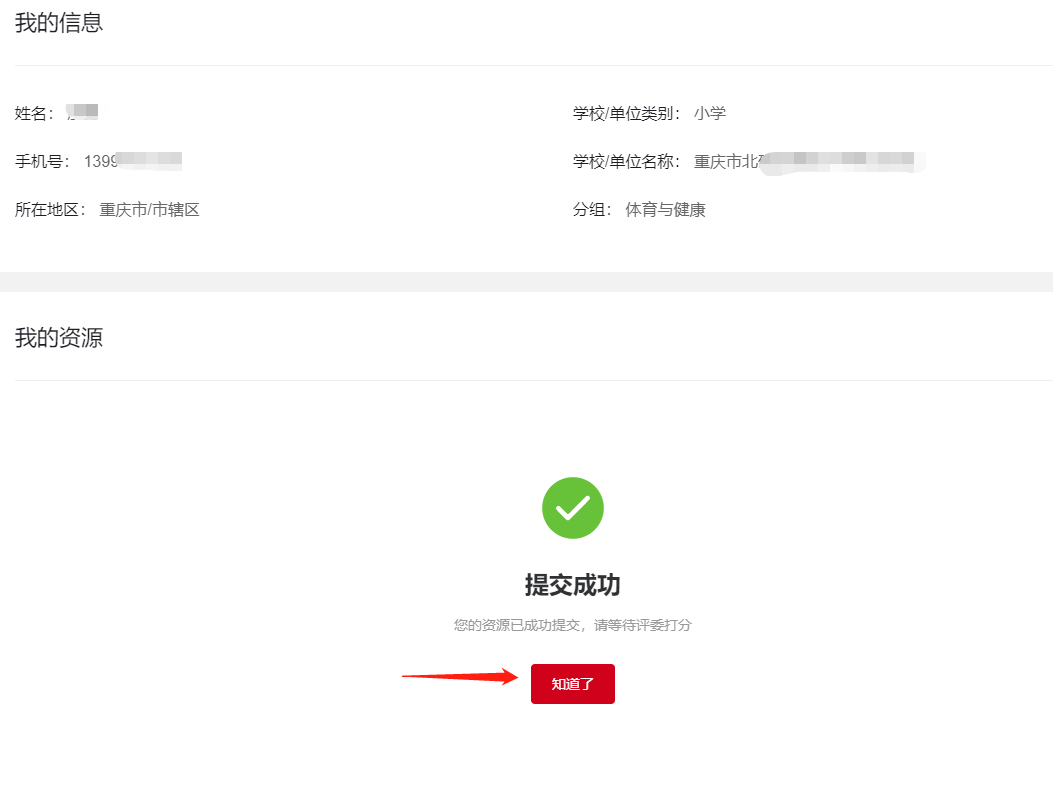 我的信息
姓名：
学校/单位类别： 小学
手机号： 1399
学校/单位名称： 重庆市北
所在地区： 重庆市/市辖区
分组： 体育与健康
我的资源
提交成功
您的资源已成功提交，请等待评委打分
知道了